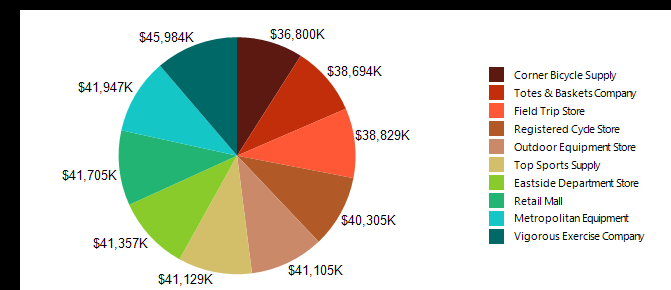 $45,984K
$36,800K
$38,694K
$41,947K
$38,829K
$41,705K
$40,305K
$41,357K
$41,105K
$41,129K
Corner Bicycle Supply
Totes & Baskets Company
Field Trip Store
Registered Cycle Store
Outdoor Equipment Store
Top Sports Supply
Eastside Department Store
Retail Mall
Metropolitan Equipment
Vigorous Exercise Company